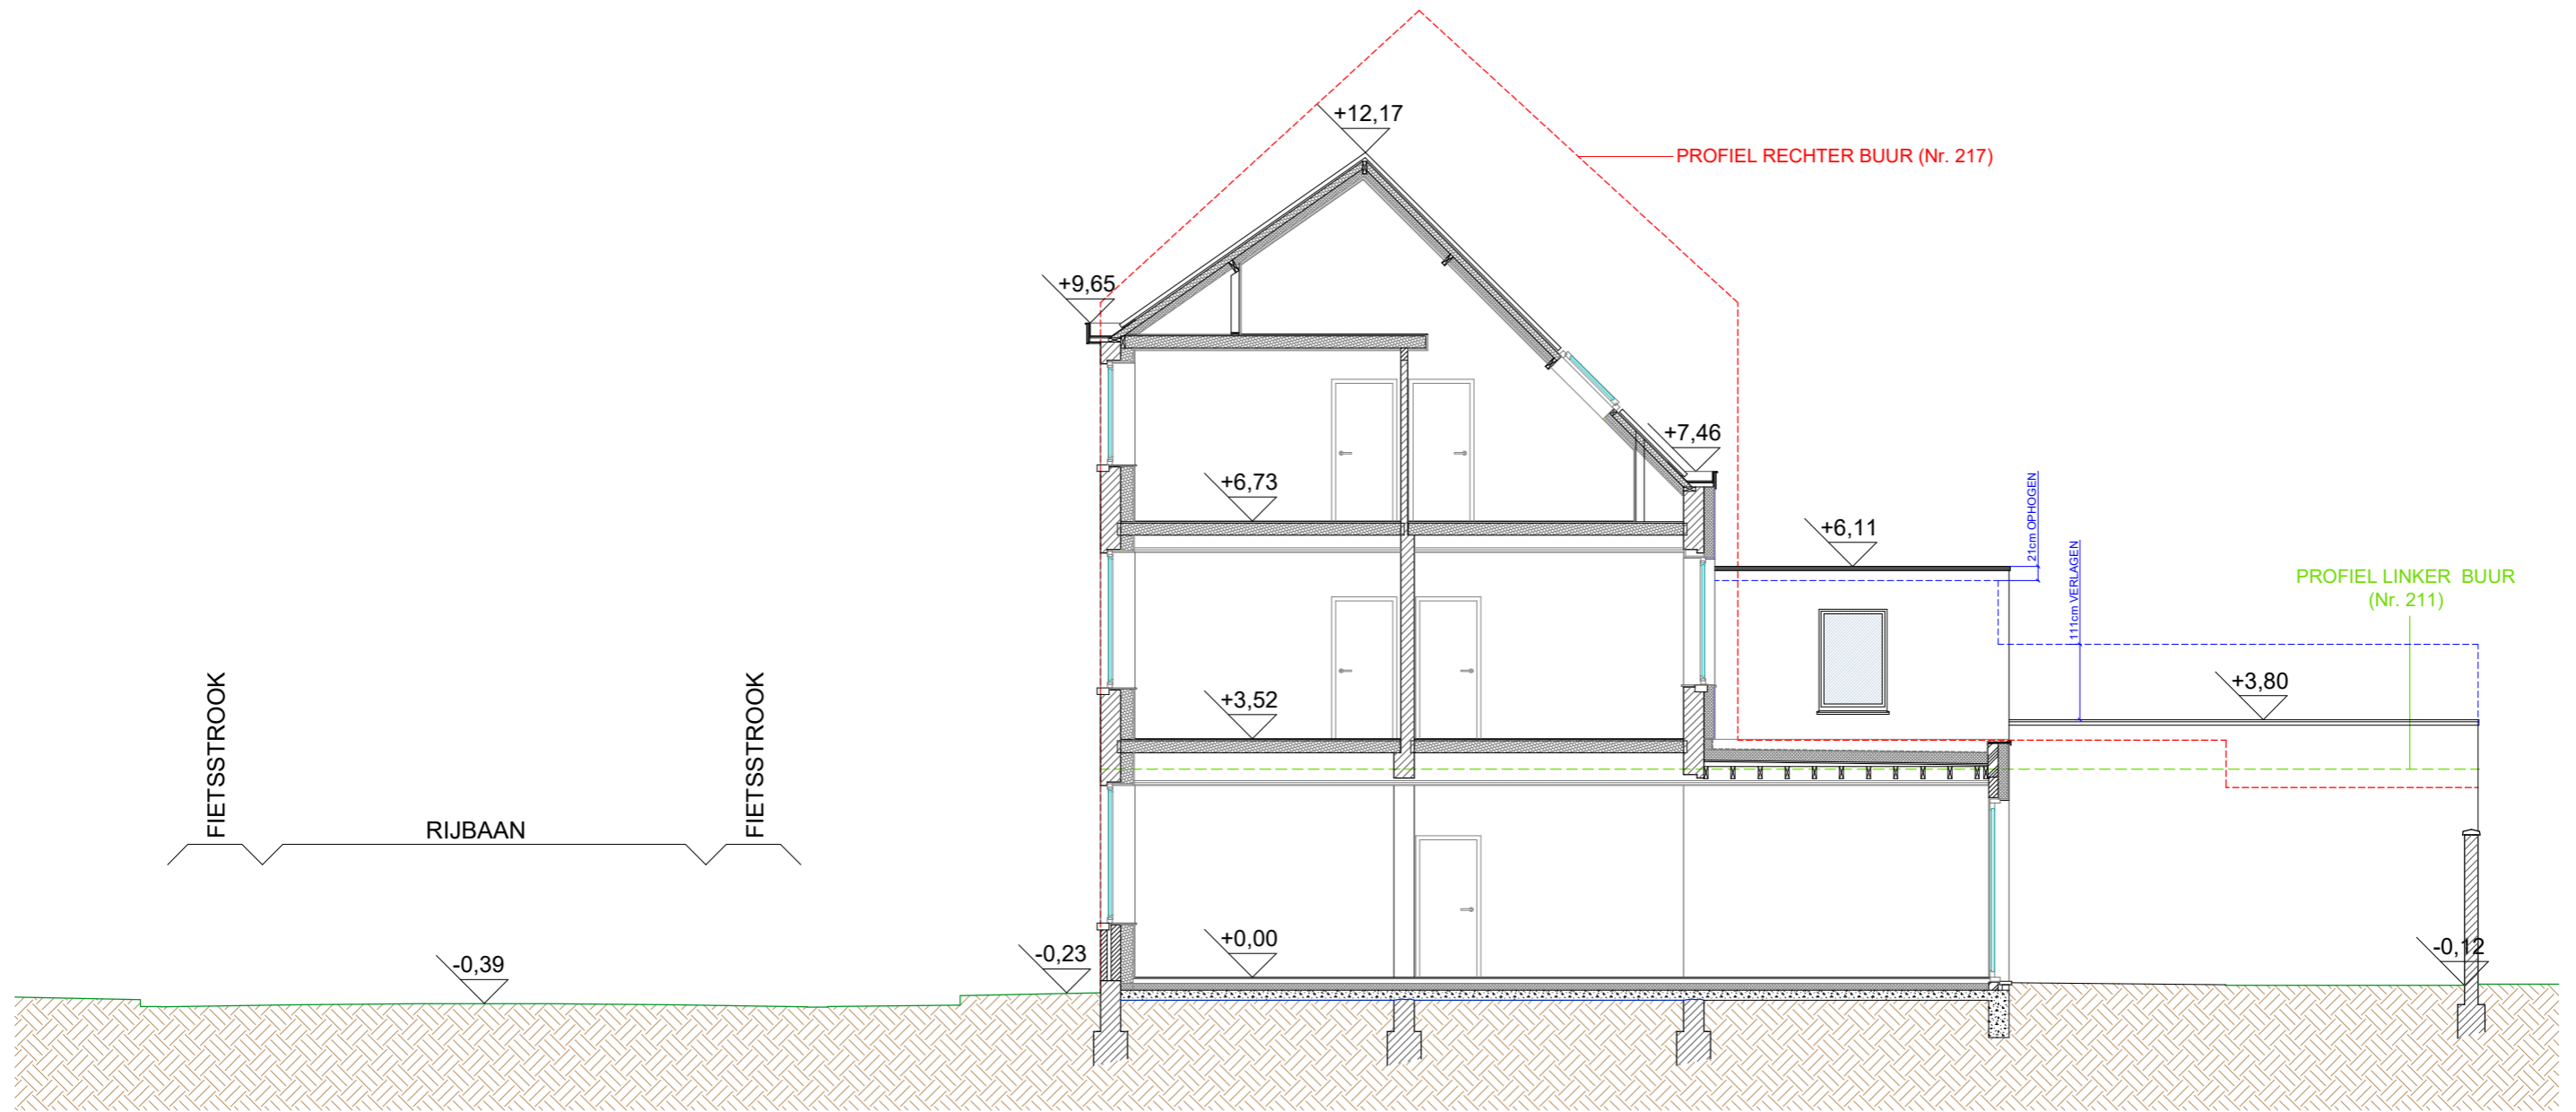 +12,17
PROFIEL RECHTER BUUR (Nr. 217)
+9,65
+7,46
+6,73
+6,11
21cm OPHOGEN
111cm VERLAGEN
PROFIEL LINKER BUUR
(Nr. 211)
+3,52
+3,80
FIETSSTROOK
RIJBAAN
FIETSSTROOK
+0,00
-0,23
-0,39
-0,12